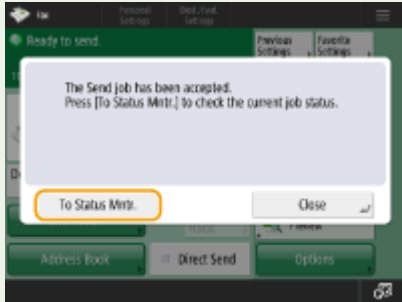 Fax
Personal Settings
Dest./Fwd. Settings
Ready to send.
Previous Settings
Favorite Settings
The Send job has been accepted.
Press [To Status Mntr.] to check the current job status.
To Status Mntr.
Close
Address Book
Direct Send
Options